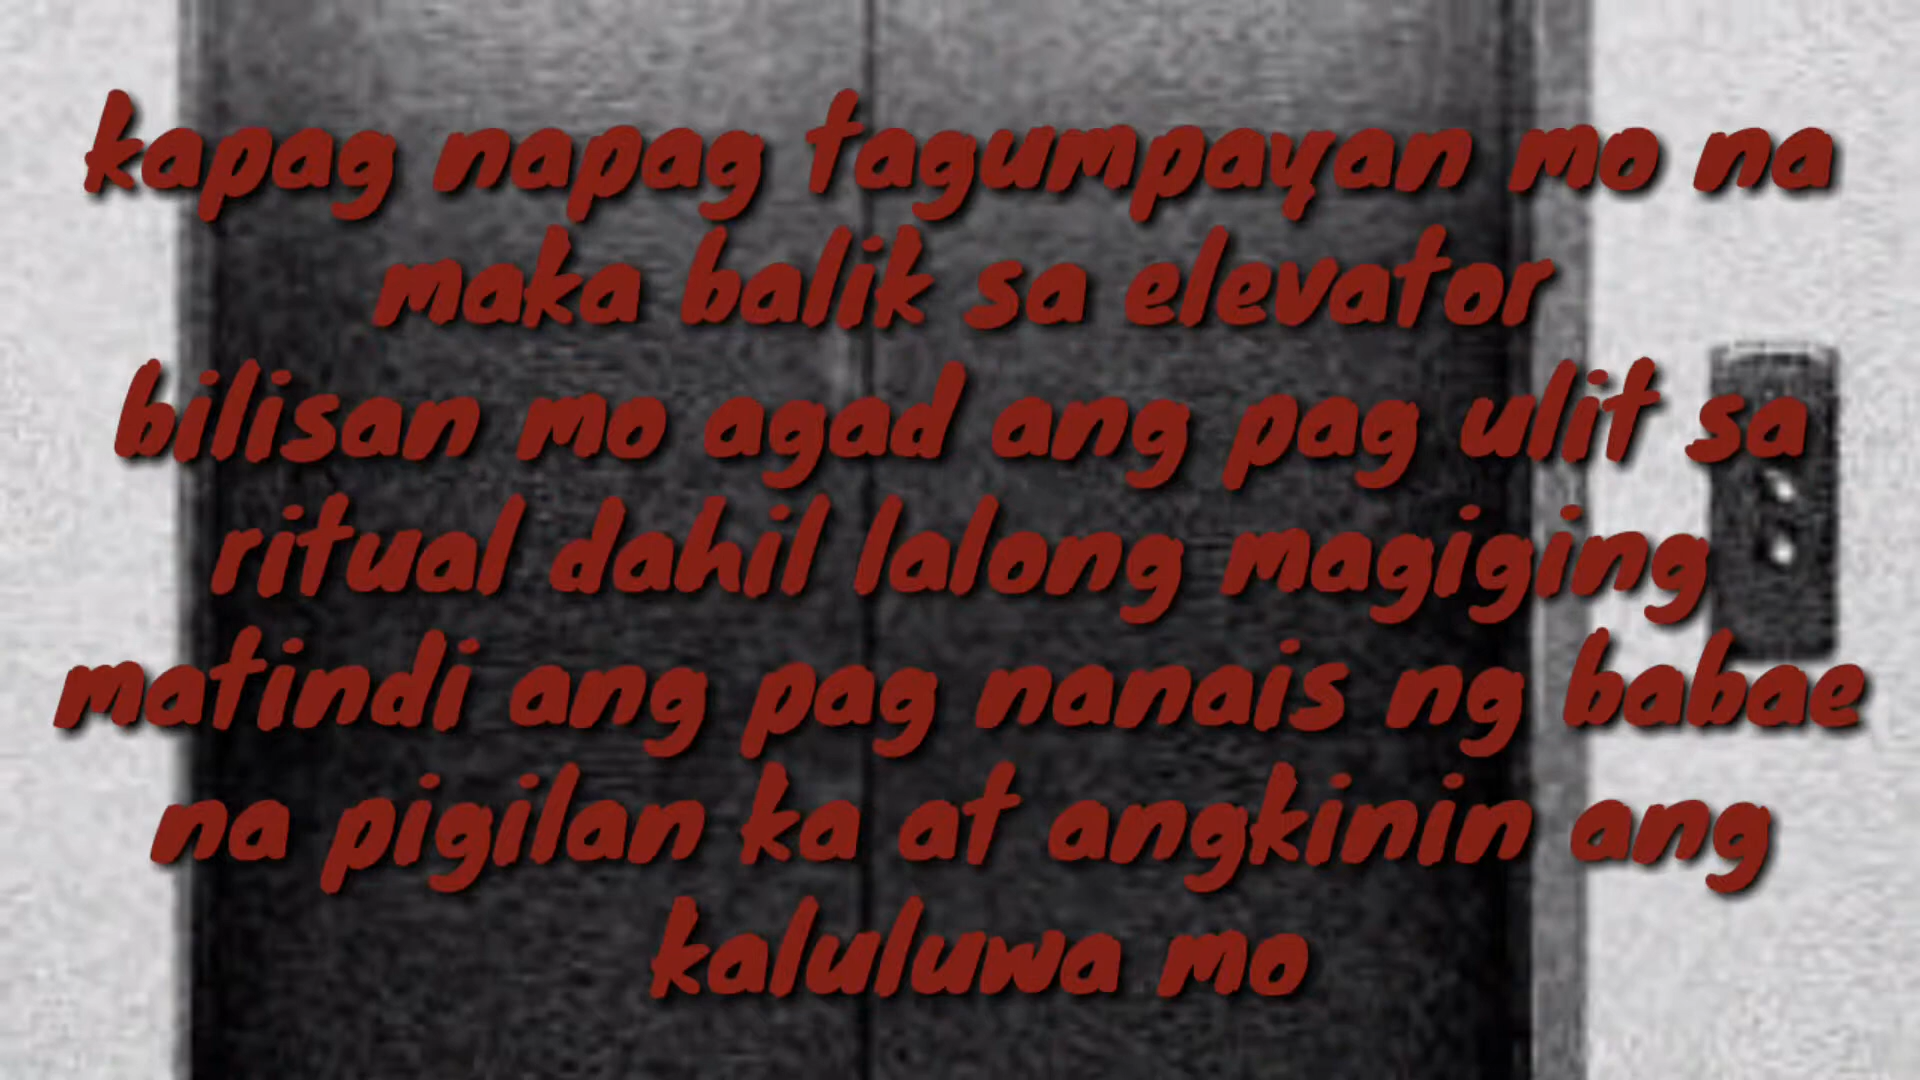 kapag napag tagumpayan mo na
maka balik sa elevator
bilisan mo agad ang pag ulit sa
ritual dahil lalong magiging
matindi ang pag nanais ng babae
na pigilan ka at angkinin ang
kaluluwa mo